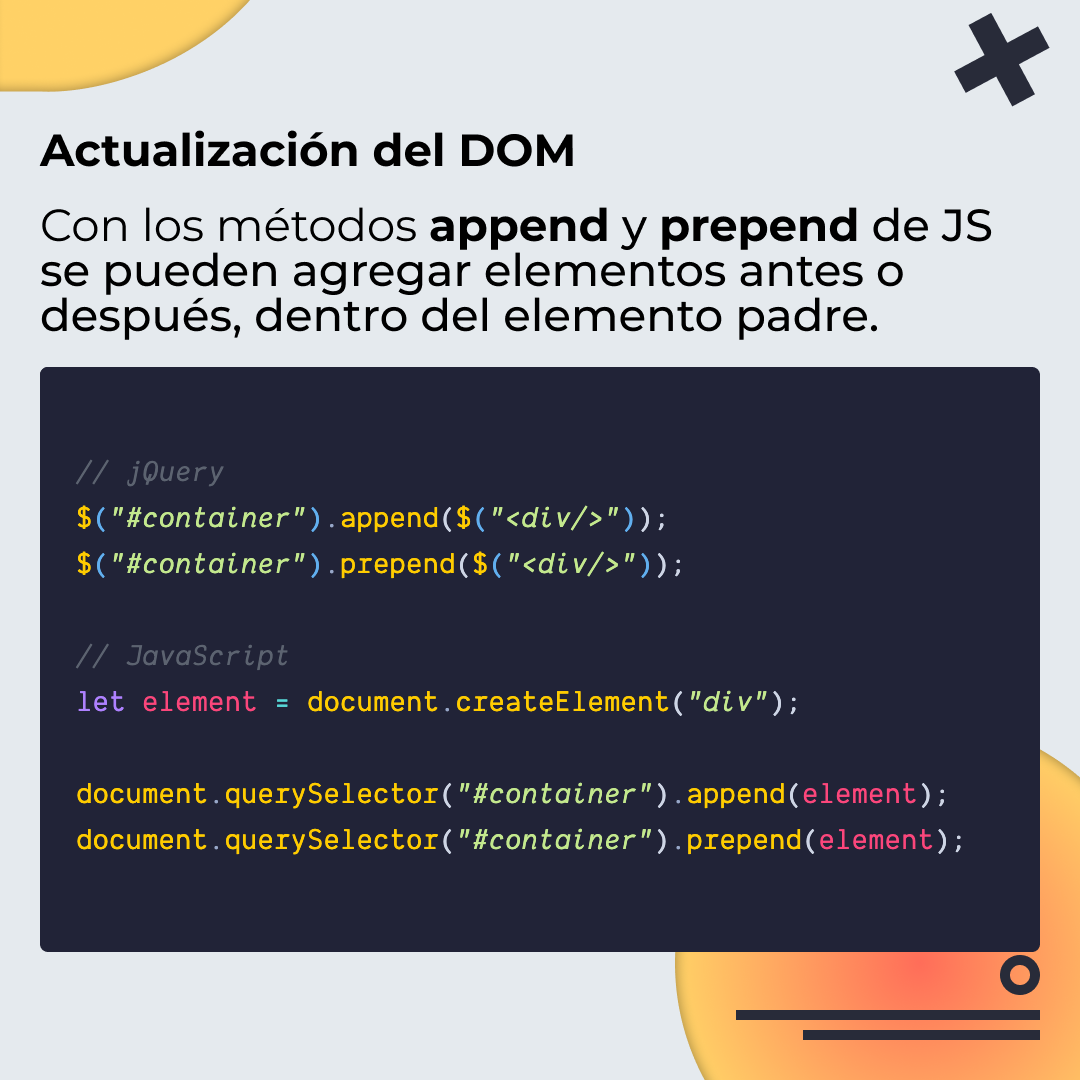 Actualización del DOM
Con los métodos append y prepend de JS
se pueden agregar elementos antes o
después, dentro del elemento padre.
// jQuery
$("#container").append($("<div/>"));
$("#container").prepend($("<div/>"));
// JavaScript
let element = document.createElement("div");
document.querySelector("#container").append(element);
document.querySelector("#container").prepend(element);